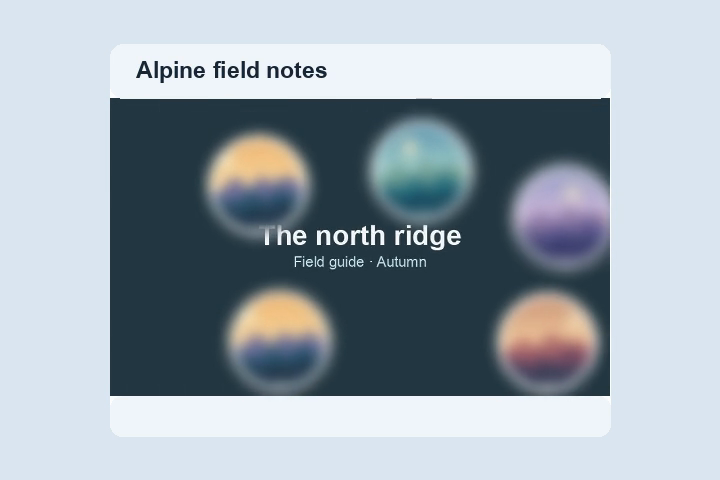 Alpine field notes
The north ridge
Field guide · Autumn